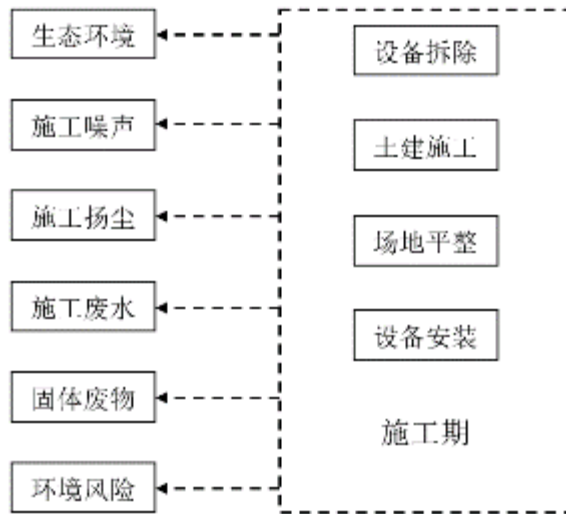 生态环境
施工噪声
施工扬尘
施工废水
固体废物
环境风险
设备拆除
土建施工
场地平整
设备安装
施工期